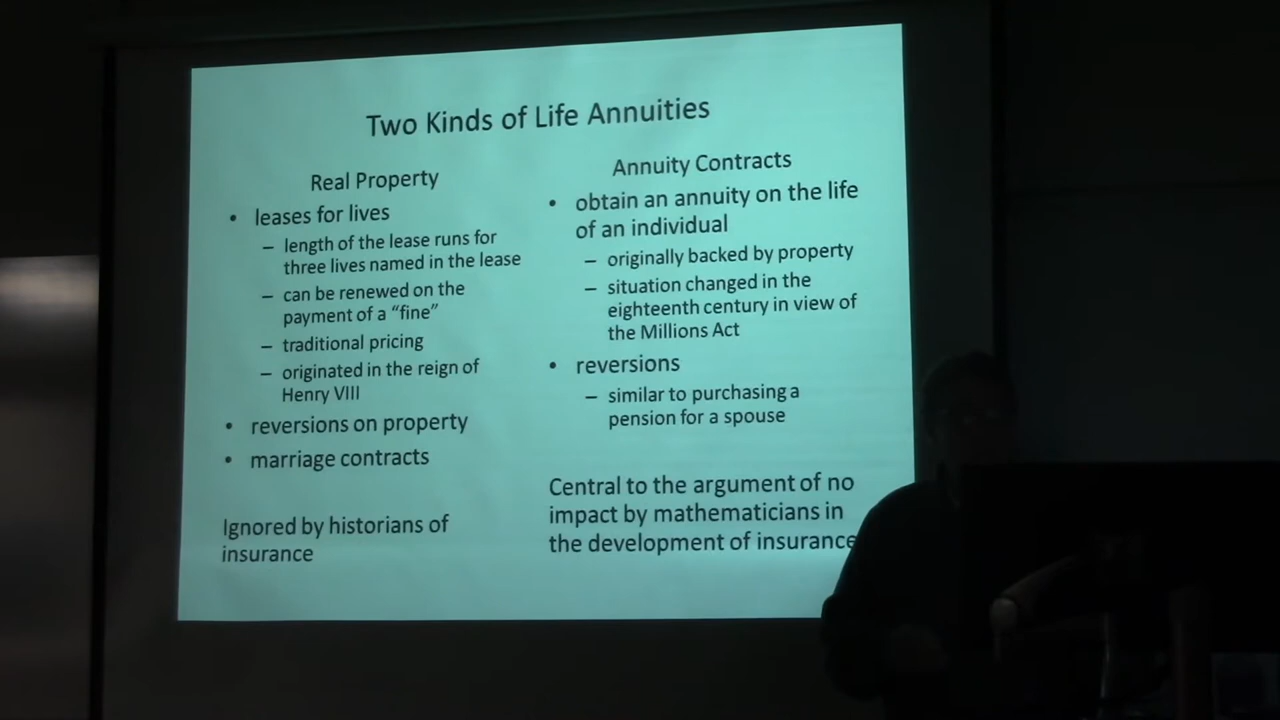 Two Kinds of Life Annuities
Real Property
• leases for lives
– length of the lease runs for
three lives named in the lease
– can be renewed on the
payment of a “fine”
– traditional pricing
– originated in the reign of
Henry VIII
• reversions on property
• marriage contracts
Ignored by historians of
insurance
Annuity Contracts
• obtain an annuity on the life
of an individual
– originally backed by property
– situation changed in the
eighteenth century in view of
the Millions Act
• reversions
– similar to purchasing a
pension for a spouse
Central to the argument of no
impact by mathematicians in
the development of insurance